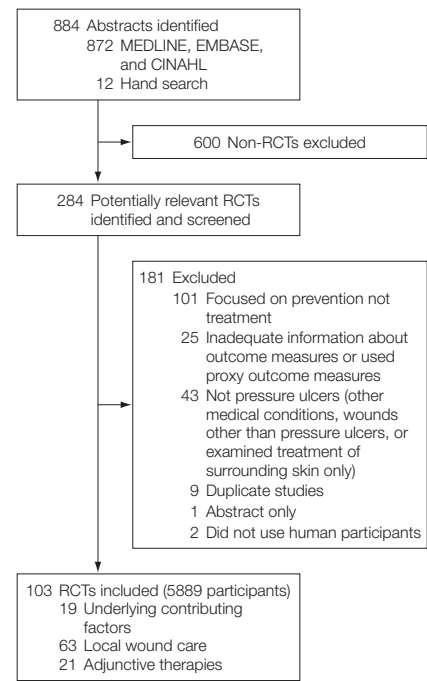 884 Abstracts identified
872 MEDLINE, EMBASE,
and CINAHL
12 Hand search
600 Non-RCTs excluded
284 Potentially relevant RCTs
identified and screened
181 Excluded
101 Focused on prevention not
treatment
25 Inadequate information about
outcome measures or used
proxy outcome measures
43 Not pressure ulcers (other
medical conditions, wounds
other than pressure ulcers, or
examined treatment of
surrounding skin only)
9 Duplicate studies
1 Abstract only
2 Did not use human participants
103 RCTs included (5889 participants)
19 Underlying contributing
factors
63 Local wound care
21 Adjunctive therapies